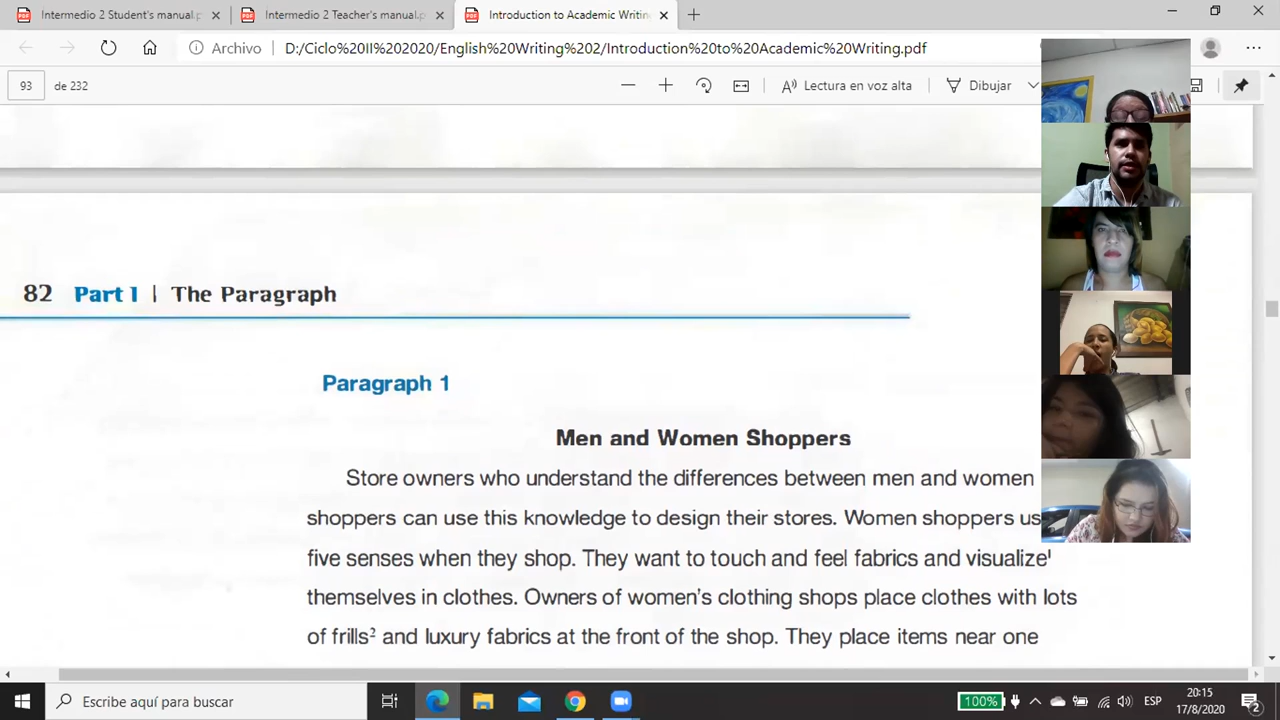 Intermedio 2 Student's manual.p
Intermedio 2 Teacher's manual.p
Introduction to Academic Writin
Archivo
D:/Ciclo%20II%202020/English%20Writing%202/Introduction%20to%20Academic%20Writing.pdf
93 de 232
Lectura en voz alta
Dibujar
82 Part 1 | The Paragraph
Paragraph 1
Men and Women Shoppers
Store owners who understand the differences between men and women
shoppers can use this knowledge to design their stores. Women shoppers us
five senses when they shop. They want to touch and feel fabrics and visualize¹
themselves in clothes. Owners of women's clothing shops place clothes with lots
of frills² and luxury fabrics at the front of the shop. They place items near one
Escribe aquí para buscar
100%
ESP
20:15
17/8/2020
2